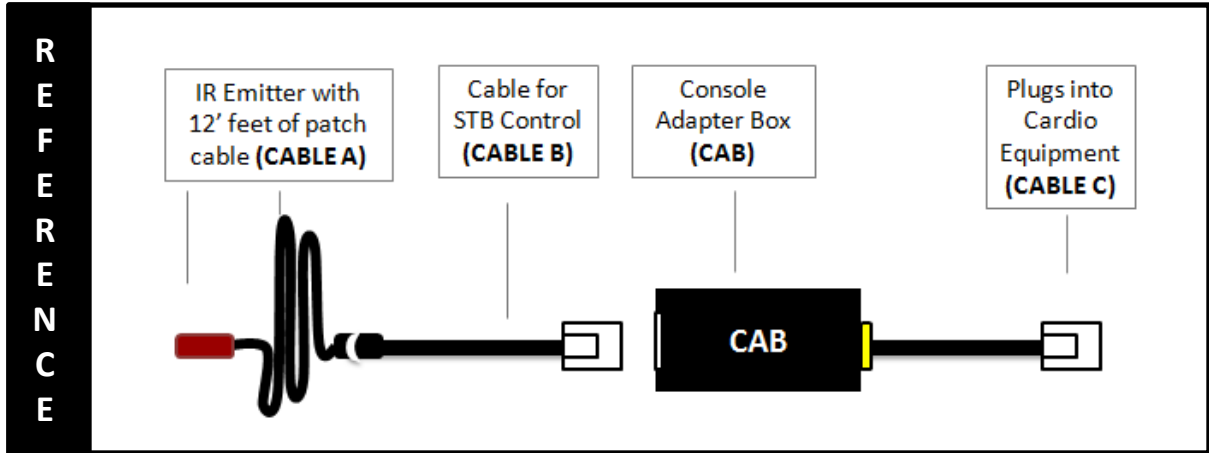 REFERENCE
IR Emitter with
12’ feet of patch
cable (CABLE A)
Cable for
STB Control
(CABLE B)
Console
Adapter Box
(CAB)
Plugs into
Cardio
Equipment
(CABLE C)
CAB